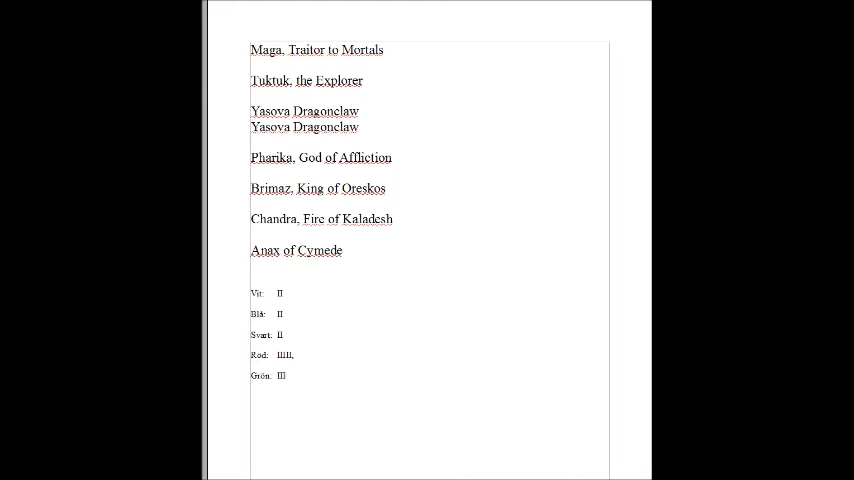 Maga, Traitor to Mortals
Tuktuk, the Explorer
Yasova Dragonclaw
Yasova Dragonclaw
Pharika, God of Affliction
Brimaz, King of Oreskos
Chandra, Fire of Kaladesh
Anax of Cymede
Vit: II
Blå: II
Svart: II
Röd: IIIII,
Grön: III